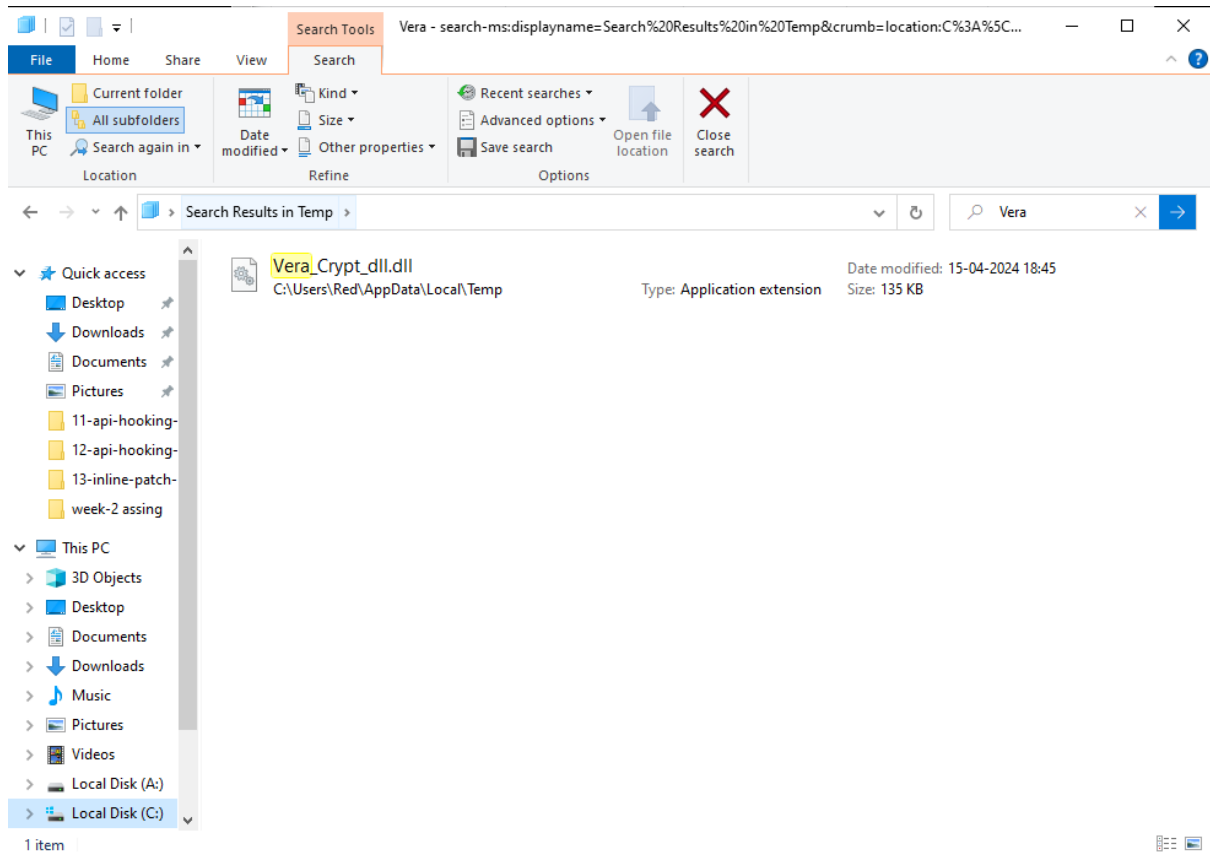 Search Tools
Vera - search-ms:displayname=Search%20Results%20in%20Temp&crumb=location:C%3A%5C...
File
Home
Share
View
Search
This PC
Current folder
All subfolders
Search again in
Location
Date modified
Kind
Size
Other properties
Refine
Recent searches
Advanced options
Save search
Options
Open file location
Close search
Search Results in Temp
Vera
Quick access
Desktop
Downloads
Documents
Pictures
11-api-hooking-
12-api-hooking-
13-inline-patch-
week-2 assing
This PC
3D Objects
Desktop
Documents
Downloads
Music
Pictures
Videos
Local Disk (A:)
Local Disk (C:)
Vera_Crypt_dll.dll
C:\Users\Red\AppData\Local\Temp
Type: Application extension
Date modified: 15-04-2024 18:45
Size: 135 KB
1 item